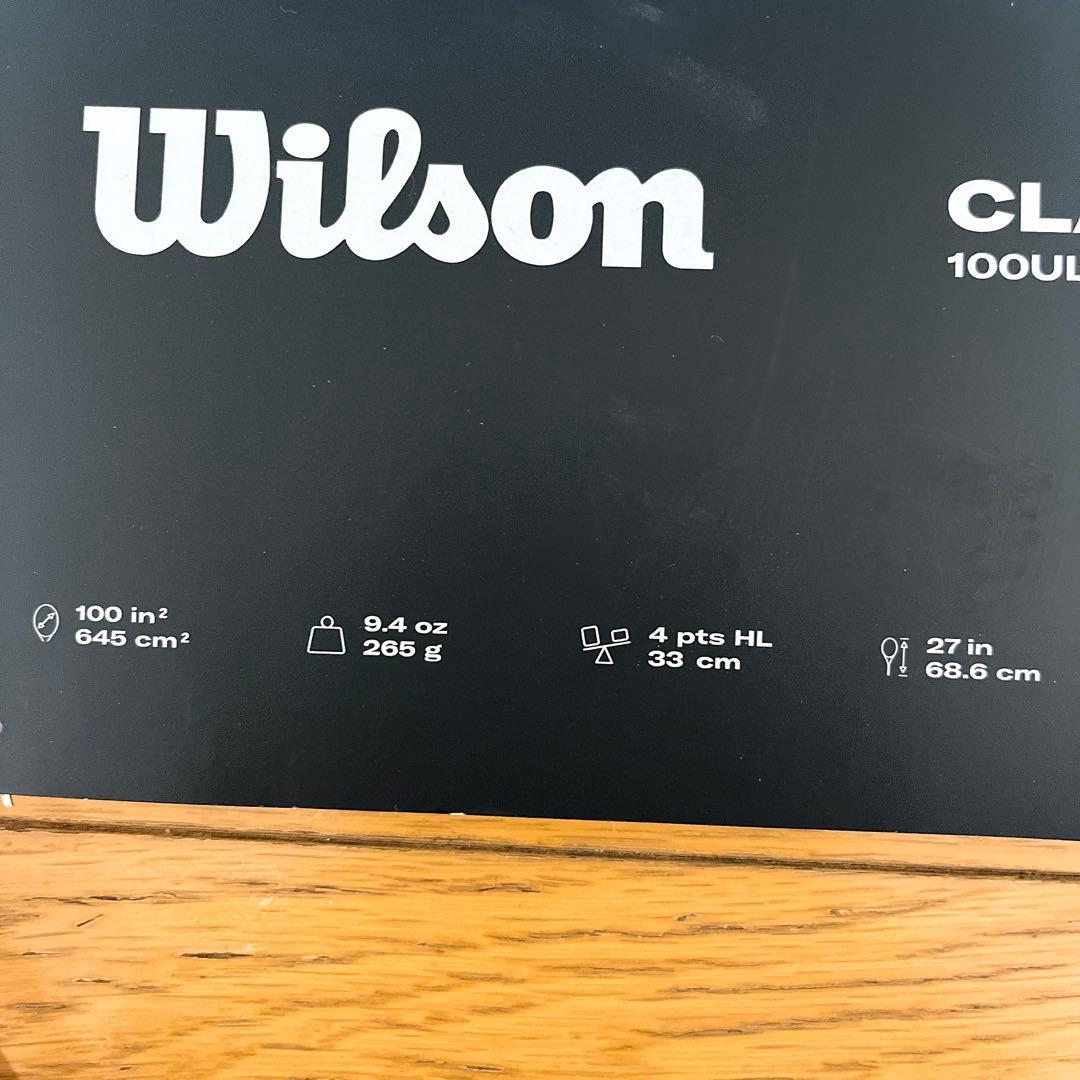 Wilson
CLA
100UL
100 in²
645 cm²
9.4 oz
265 g
4 pts HL
33 cm
27 in
68.6 cm